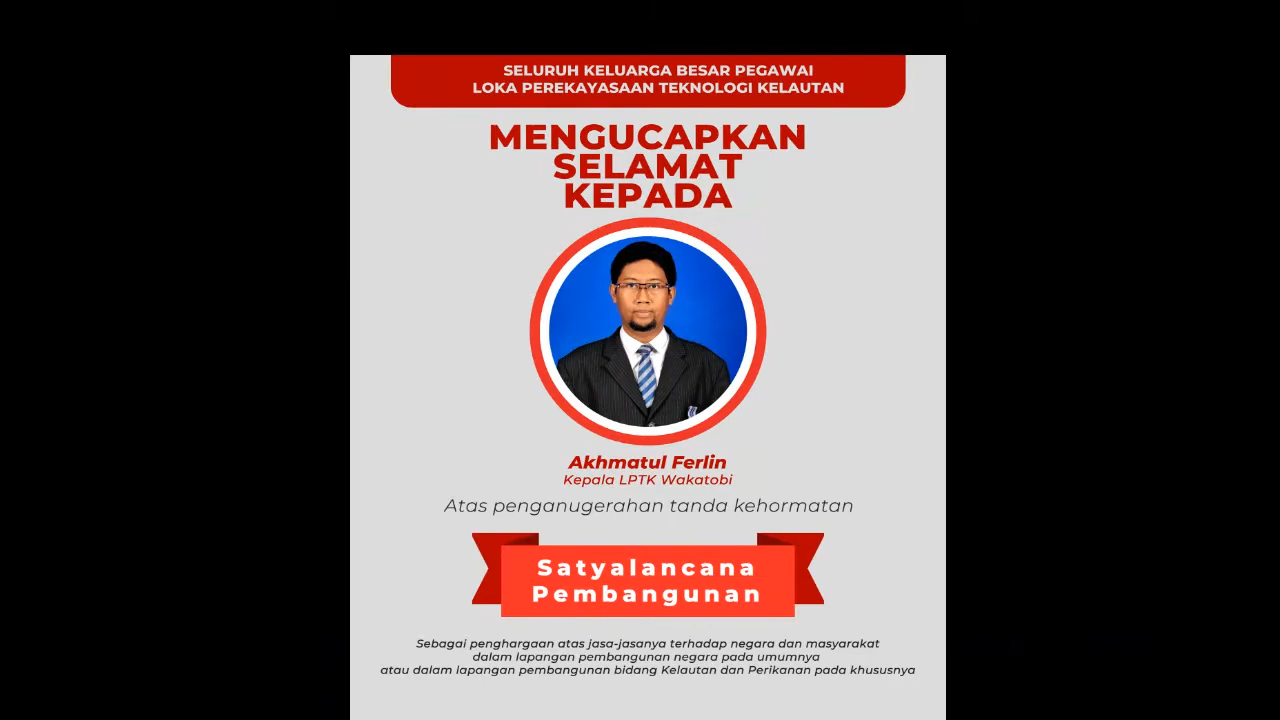 SELURUH KELUARGA BESAR PEGAWAI
LOKA PEREKAYASAAN TEKNOLOGI KELAUTAN
MENGUCAPKAN
SELAMAT
KEPADA
Akhmatul Ferlin
Kepala LPTK Wakatobi
Atas penganugerahan tanda kehormatan
Satyalancana
Pembangunan
Sebagai penghargaan atas jasa-jasanya terhadap negara dan masyarakat
dalam lapangan pembangunan negara pada umumnya
atau dalam lapangan pembangunan bidang Kelautan dan Perikanan pada khususnya